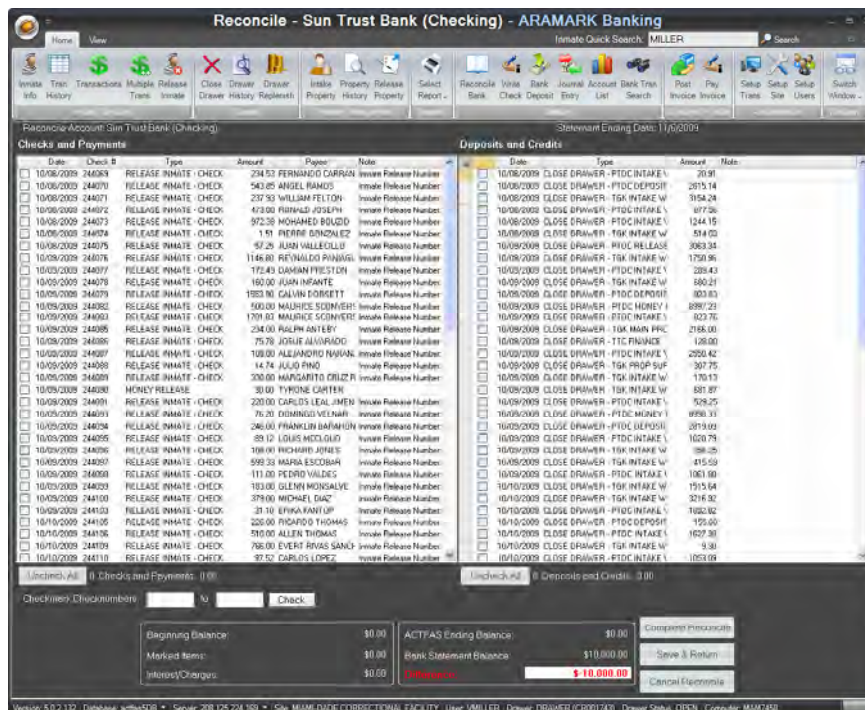 Reconcile - Sun Trust Bank (Checking) - ARAMARK Banking
Home View Inmate Quick Search: MILLER Search
Inmate Info Tran History Transactions Multiple Trans Release Inmate Close Drawer Drawer History Drawer Replenish Intake Property Property History Release Property Select Report Reconcile Bank Write Check Bank Deposit Journal Entry Account List Bank Tran Search Post Invoice Pay Invoice Setup Trans Setup Site Setup Users Switch Window
Reconcile Account: Sun Trust Bank (Checking) Statement Ending Date: 11/6/2009
Checks and Payments Deposits and Credits
Date Check # Type Amount Payee Note Date Type Amount Note
10/08/2009 244069 RELEASE INMATE - CHECK 234.53 FERNANDO CARRAN Inmate Release Number: 10/08/2009 CLOSE DRAWER - PTDC INTAKE 20.91
10/08/2009 244070 RELEASE INMATE - CHECK 543.85 ANGEL RAMOS Inmate Release Number: 10/08/2009 CLOSE DRAWER - PTDC DEPOSIT 2615.14
10/08/2009 244071 RELEASE INMATE - CHECK 237.93 WILLIAM FELTON Inmate Release Number: 10/08/2009 CLOSE DRAWER - TGK INTAKE W 3154.24
10/08/2009 244072 RELEASE INMATE - CHECK 473.00 RONALD JOSEPH Inmate Release Number: 10/08/2009 CLOSE DRAWER - PTDC INTAKE
10/08/2009 244073 RELEASE INMATE - CHECK 972.38 MOHAMED BOUZID Inmate Release Number: 10/08/2009 CLOSE DRAWER - PTDC INTAKE 1244.15
10/08/2009 244074 RELEASE INMATE - CHECK 1.51 PIERRE GONZALEZ Inmate Release Number: 10/08/2009 CLOSE DRAWER - TGK INTAKE W
10/08/2009 244075 RELEASE INMATE - CHECK 57.25 JUAN VALLECILLO Inmate Release Number: 10/09/2009 CLOSE DRAWER - PTDC RELEASE 3063.34
10/09/2009 244076 RELEASE INMATE - CHECK 1146.80 REYNALDO PANIAGU Inmate Release Number: 10/09/2009 CLOSE DRAWER - TGK INTAKE W 1750.96
10/09/2009 244077 RELEASE INMATE - CHECK 172.49 DAMIAN PRESTON Inmate Release Number: 10/09/2009 CLOSE DRAWER - PTDC INTAKE 289.43
10/09/2009 244078 RELEASE INMATE - CHECK 160.00 JUAN INFANTE Inmate Release Number: 10/09/2009 CLOSE DRAWER - TGK INTAKE W 680.21
10/09/2009 244079 RELEASE INMATE - CHECK CALVIN DORSETT Inmate Release Number: 10/09/2009 CLOSE DRAWER - PTDC DEPOSIT
10/09/2009 244082 RELEASE INMATE - CHECK 500.00 MAURICE SCONVERS Inmate Release Number: 10/09/2009 CLOSE DRAWER - PTDC MONEY 8997.23
10/09/2009 244083 RELEASE INMATE - CHECK 1701.83 MAURICE SCONVERS Inmate Release Number: 10/09/2009 CLOSE DRAWER - PTDC INTAKE 823.76
10/09/2009 244085 RELEASE INMATE - CHECK 234.00 RALPH ANTEBY Inmate Release Number: 10/09/2009 CLOSE DRAWER - TGK MAIN PRC 2166.00
10/09/2009 244086 RELEASE INMATE - CHECK 75.78 JOSUE ALVARADO Inmate Release Number: 10/09/2009 CLOSE DRAWER - TTC FINANCE 128.00
10/09/2009 244087 RELEASE INMATE - CHECK 108.00 ALEJANDRO Inmate Release Number: 10/09/2009 CLOSE DRAWER - PTDC INTAKE 2550.42
10/09/2009 244088 RELEASE INMATE - CHECK 14.74 JULIO PINO Inmate Release Number: 10/09/2009 CLOSE DRAWER - TGK PROP SUP 307.75
10/09/2009 244089 RELEASE INMATE - CHECK 300.00 MARGARITO CRUZ R Inmate Release Number: 10/09/2009 CLOSE DRAWER - TGK INTAKE W 170.13
10/09/2009 244090 MONEY RELEASE 30.00 TYRONE CARTER 10/09/2009 CLOSE DRAWER - TGK INTAKE W 681.87
10/09/2009 244091 RELEASE INMATE - CHECK 220.00 CARLOS LEAL JIMEN Inmate Release Number: 10/09/2009 CLOSE DRAWER - PTDC INTAKE 529.25
10/09/2009 244093 RELEASE INMATE - CHECK 76.20 DOMINGO VELNAR Inmate Release Number: 10/09/2009 CLOSE DRAWER - PTDC MONEY
10/09/2009 244094 RELEASE INMATE - CHECK 246.00 FRANKLIN BARAHON Inmate Release Number: 10/09/2009 CLOSE DRAWER - PTDC DEPOSIT 2819.03
10/09/2009 244095 RELEASE INMATE - CHECK 89.12 LOUIS MCCLOUD Inmate Release Number: 10/09/2009 CLOSE DRAWER - PTDC INTAKE 1020.79
10/09/2009 244096 RELEASE INMATE - CHECK 108.00 RICHARD JONES Inmate Release Number: 10/09/2009 CLOSE DRAWER - TGK INTAKE W
10/09/2009 244097 RELEASE INMATE - CHECK 599.33 MARIA ESCOBAR Inmate Release Number: 10/09/2009 CLOSE DRAWER - TGK INTAKE W 415.59
10/09/2009 244098 RELEASE INMATE - CHECK 111.00 PEDRO VALDES Inmate Release Number: 10/09/2009 CLOSE DRAWER - PTDC INTAKE
10/09/2009 244099 RELEASE INMATE - CHECK 183.00 GLENN MONSALVE Inmate Release Number: 10/10/2009 CLOSE DRAWER - TGK INTAKE W 1515.64
10/09/2009 244100 RELEASE INMATE - CHECK 379.00 MICHAEL DIAZ Inmate Release Number: 10/10/2009 CLOSE DRAWER - TGK INTAKE W 3216.92
10/09/2009 244103 RELEASE INMATE - CHECK 31.10 ERIKA KANTOP Inmate Release Number: 10/10/2009 CLOSE DRAWER - PTDC INTAKE
10/10/2009 244105 RELEASE INMATE - CHECK 226.00 RICARDO THOMAS Inmate Release Number: 10/10/2009 CLOSE DRAWER - PTDC DEPOSIT
10/10/2009 244106 RELEASE INMATE - CHECK 510.00 ALLEN THOMAS Inmate Release Number: 10/10/2009 CLOSE DRAWER - PTDC INTAKE 1627.38
10/10/2009 244109 RELEASE INMATE - CHECK 766.00 EVERT RIVAS SANCH Inmate Release Number: 10/10/2009 CLOSE DRAWER - TGK INTAKE W 9.30
10/10/2009 244110 RELEASE INMATE - CHECK 97.52 CARLOS LOPEZ Inmate Release Number: 10/10/2009 CLOSE DRAWER - PTDC INTAKE 1053.09
Uncheck All 0 Checks and Payments 0.00 Uncheck All 0 Deposits and Credits 0.00
Checkmark Checknumbers to Check
Beginning Balance: $0.00 ACTFAS Ending Balance: $0.00 Complete Reconcile
Marked Items: $0.00 Bank Statement Balance: $10,000.00 Save & Return
Interest/Charges: $0.00 Difference: $-10,000.00 Cancel Reconcile
Version: 5.0.2.132 Database: actfas5DB Server: 208.125.224.169 Site: MIAMI-DADE CORRECTIONAL FACILITY User: VMILLER Drawer: DRAWER (CR001743) Drawer Status: OPEN Computer: MAM7450